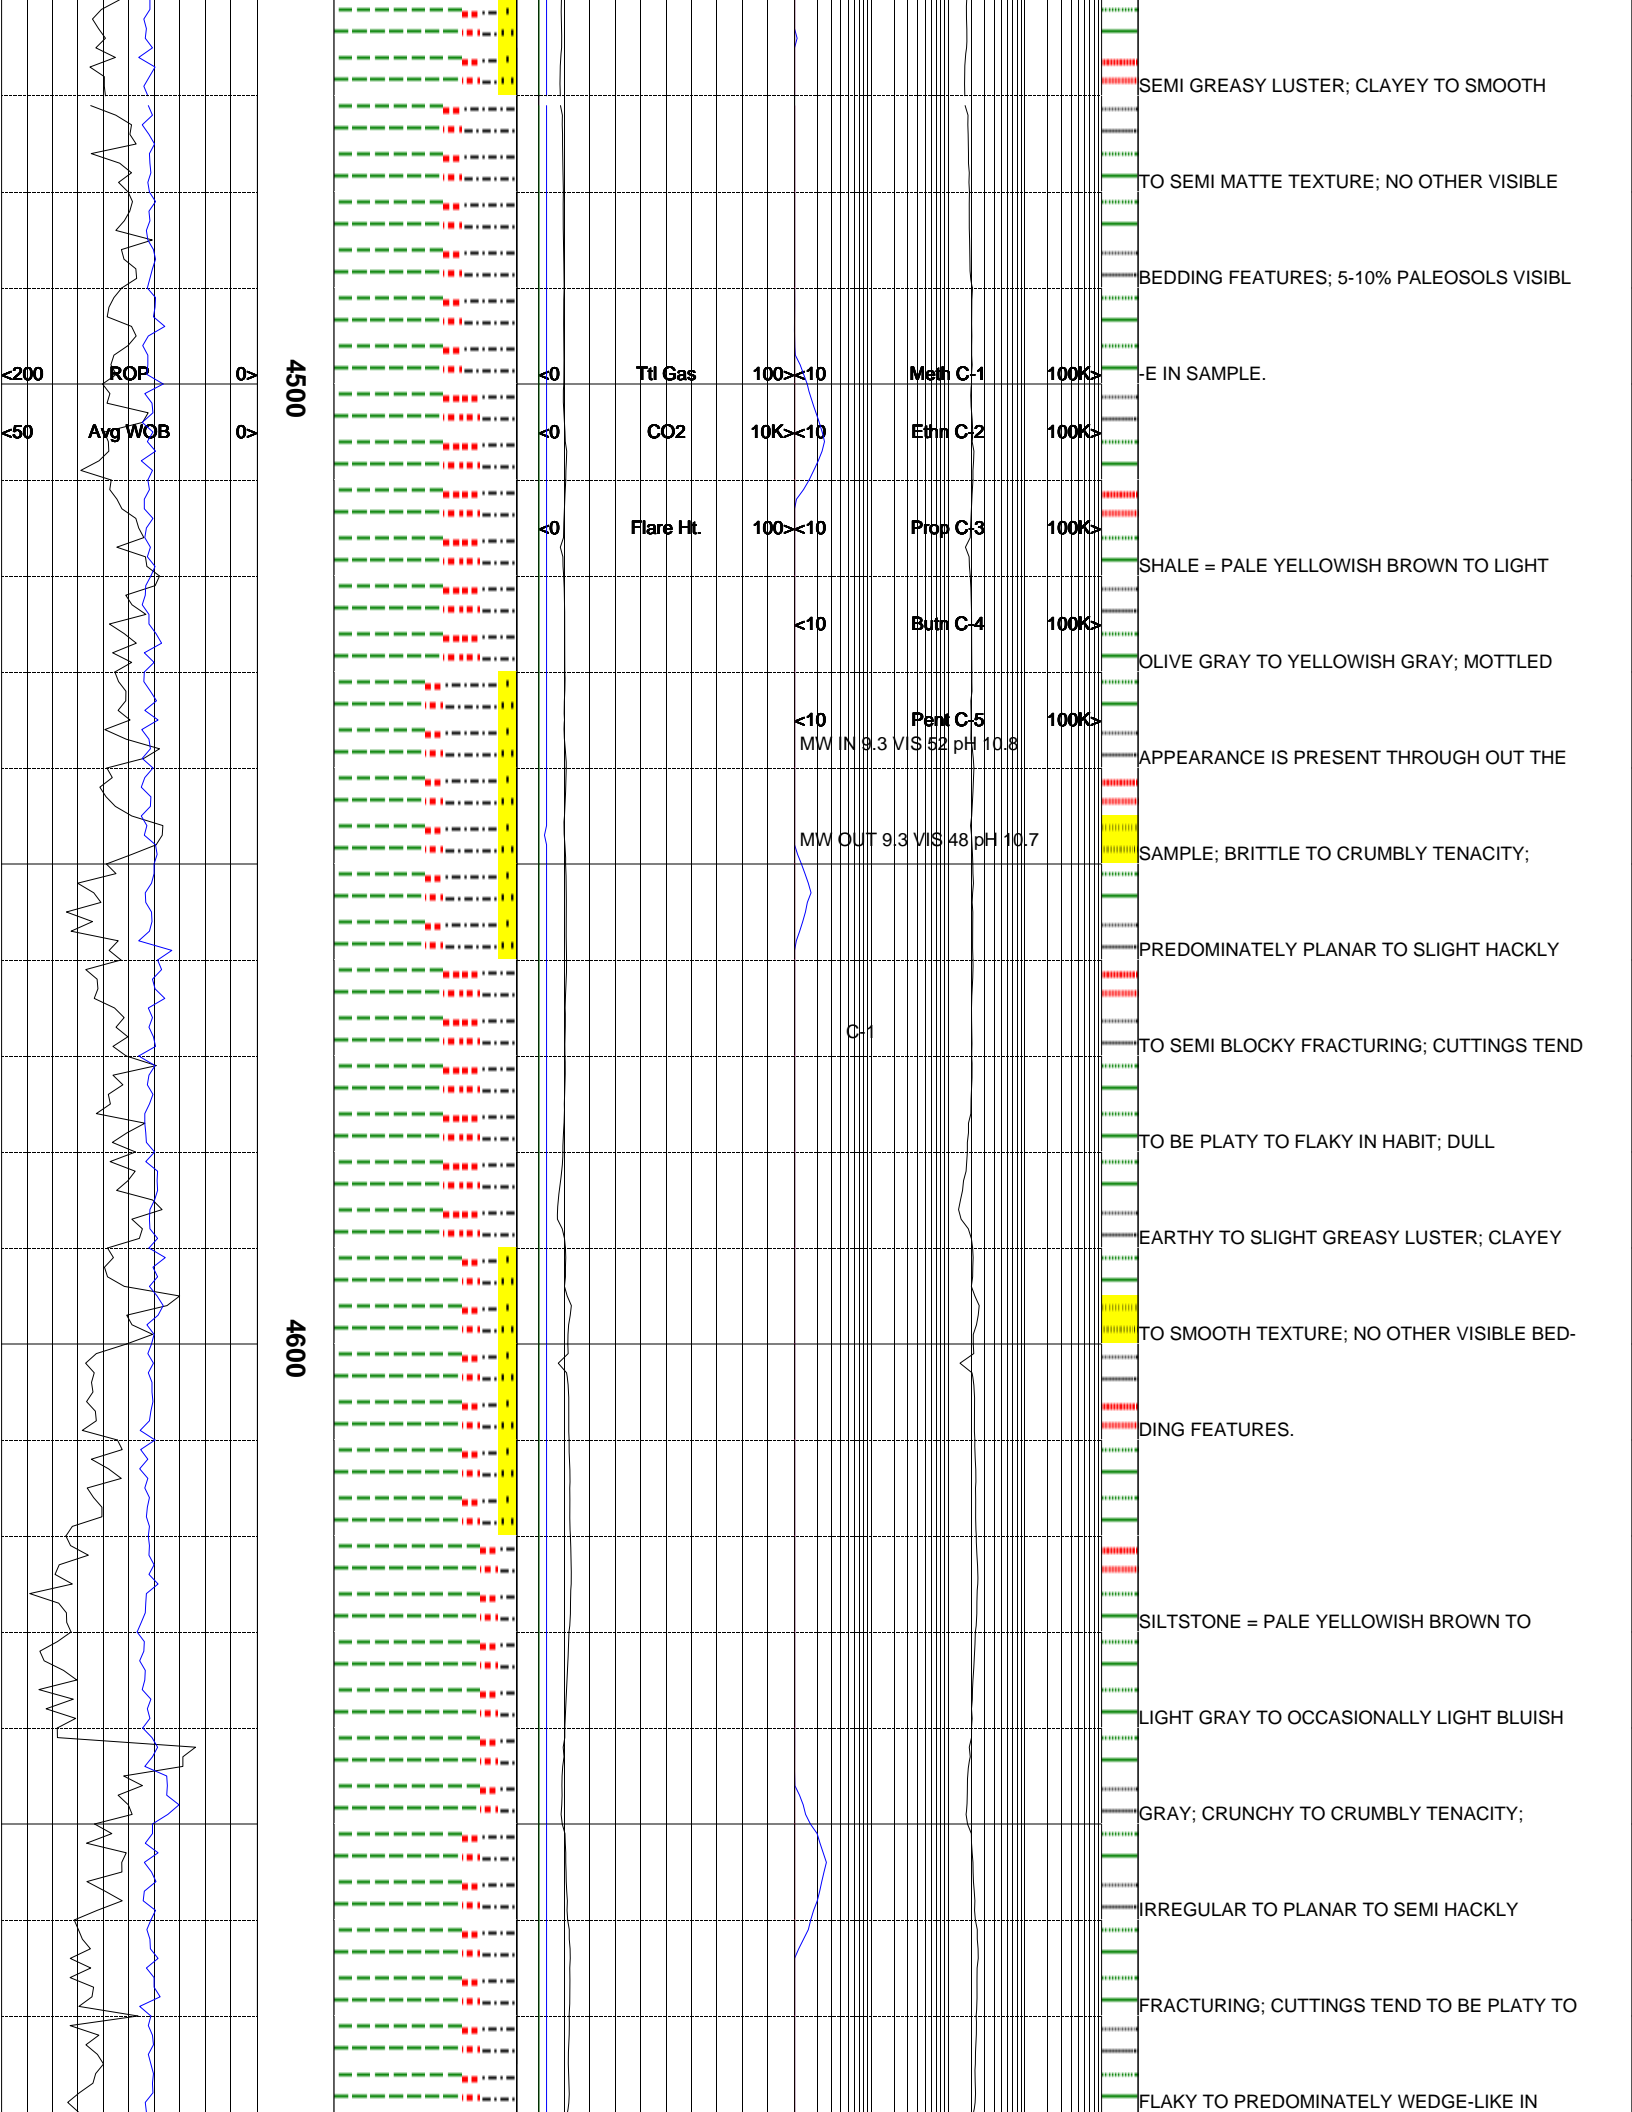 SEMI GREASY LUSTER; CLAYEY TO SMOOTH
TO SEMI MATTE TEXTURE; NO OTHER VISIBLE
BEDDING FEATURES; 5-10% PALEOSOLS VISIBL
<200 ROP 0> 4500 <0 Ttl Gas 100> <10 Meth C-1 100K> -E IN SAMPLE.
<50 Avg WOB 0> <0 CO2 10K> <10 Ethn C-2 100K>
<0 Flare Ht. 100> <10 Prop C-3 100K>
SHALE = PALE YELLOWISH BROWN TO LIGHT
<10 Butn C-4 100K>
OLIVE GRAY TO YELLOWISH GRAY; MOTTLED
<10 Pent C-5 100K>
MW IN 9.3 VIS 52 pH 10.8
APPEARANCE IS PRESENT THROUGH OUT THE
MW OUT 9.3 VIS 48 pH 10.7
SAMPLE; BRITTLE TO CRUMBLY TENACITY;
PREDOMINATELY PLANAR TO SLIGHT HACKLY
C-1
TO SEMI BLOCKY FRACTURING; CUTTINGS TEND
TO BE PLATY TO FLAKY IN HABIT; DULL
EARTHY TO SLIGHT GREASY LUSTER; CLAYEY
4600 TO SMOOTH TEXTURE; NO OTHER VISIBLE BED-
DING FEATURES.
SILTSTONE = PALE YELLOWISH BROWN TO
LIGHT GRAY TO OCCASIONALLY LIGHT BLUISH
GRAY; CRUNCHY TO CRUMBLY TENACITY;
IRREGULAR TO PLANAR TO SEMI HACKLY
FRACTURING; CUTTINGS TEND TO BE PLATY TO
FLAKY TO PREDOMINATELY WEDGE-LIKE IN